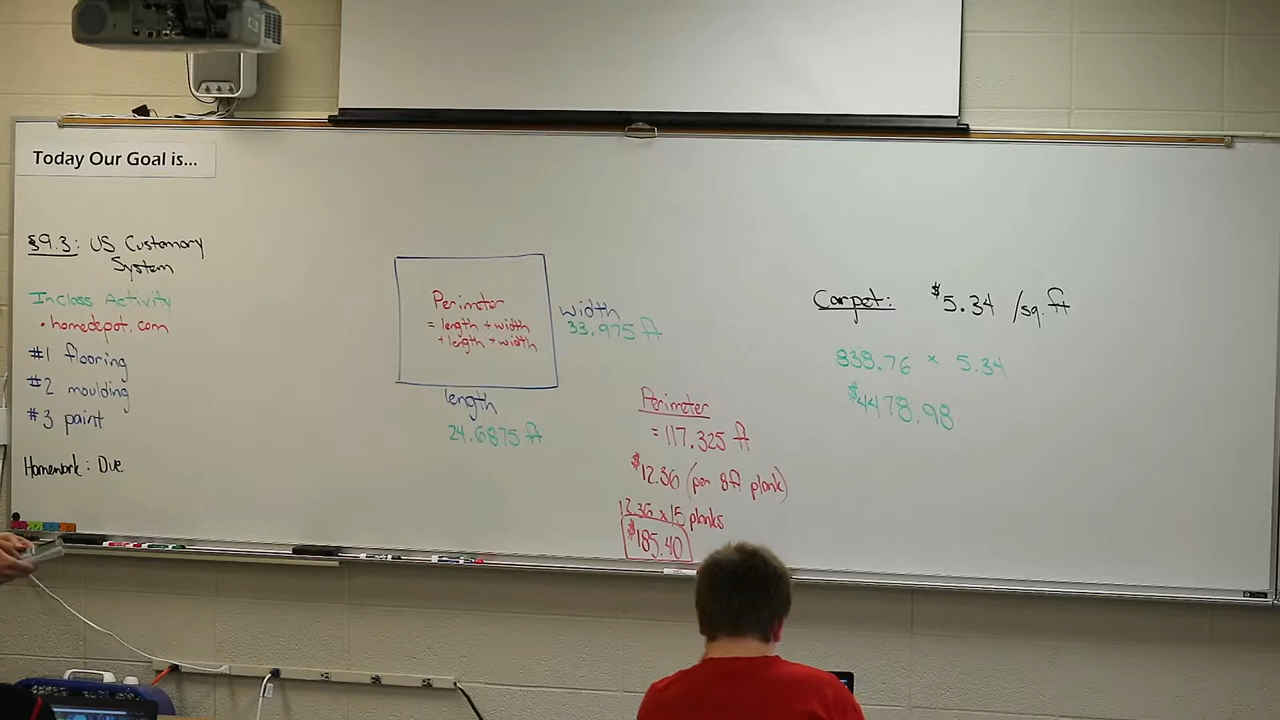 Today Our Goal is...
§9.3: US Customary
System
Inclass Activity
• homedepot.com
#1 flooring
#2 moulding
#3 paint
Homework: Due
Perimeter
= length + width
+ length + width
width
33.975 ft
length
24.6875 ft
Perimeter
= 117.325 ft
$12.36 (per 8ft plank)
12.36 x 15 planks
$185.40
Carpet: $5.34 /sq. ft
838.76 x 5.34
$4478.98